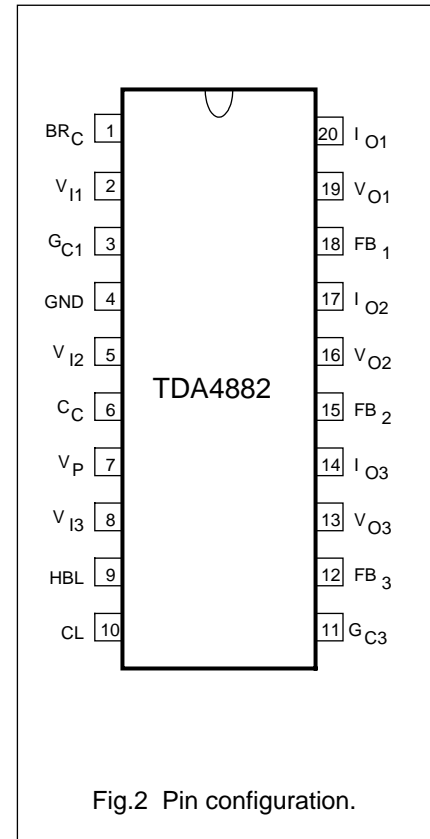 BRC 1
VI1 2
GC1 3
GND 4
VI2 5
CC 6
VP 7
VI3 8
HBL 9
CL 10
TDA4882
20 IO1
19 VO1
18 FB1
17 IO2
16 VO2
15 FB2
14 IO3
13 VO3
12 FB3
11 GC3
Fig.2 Pin configuration.